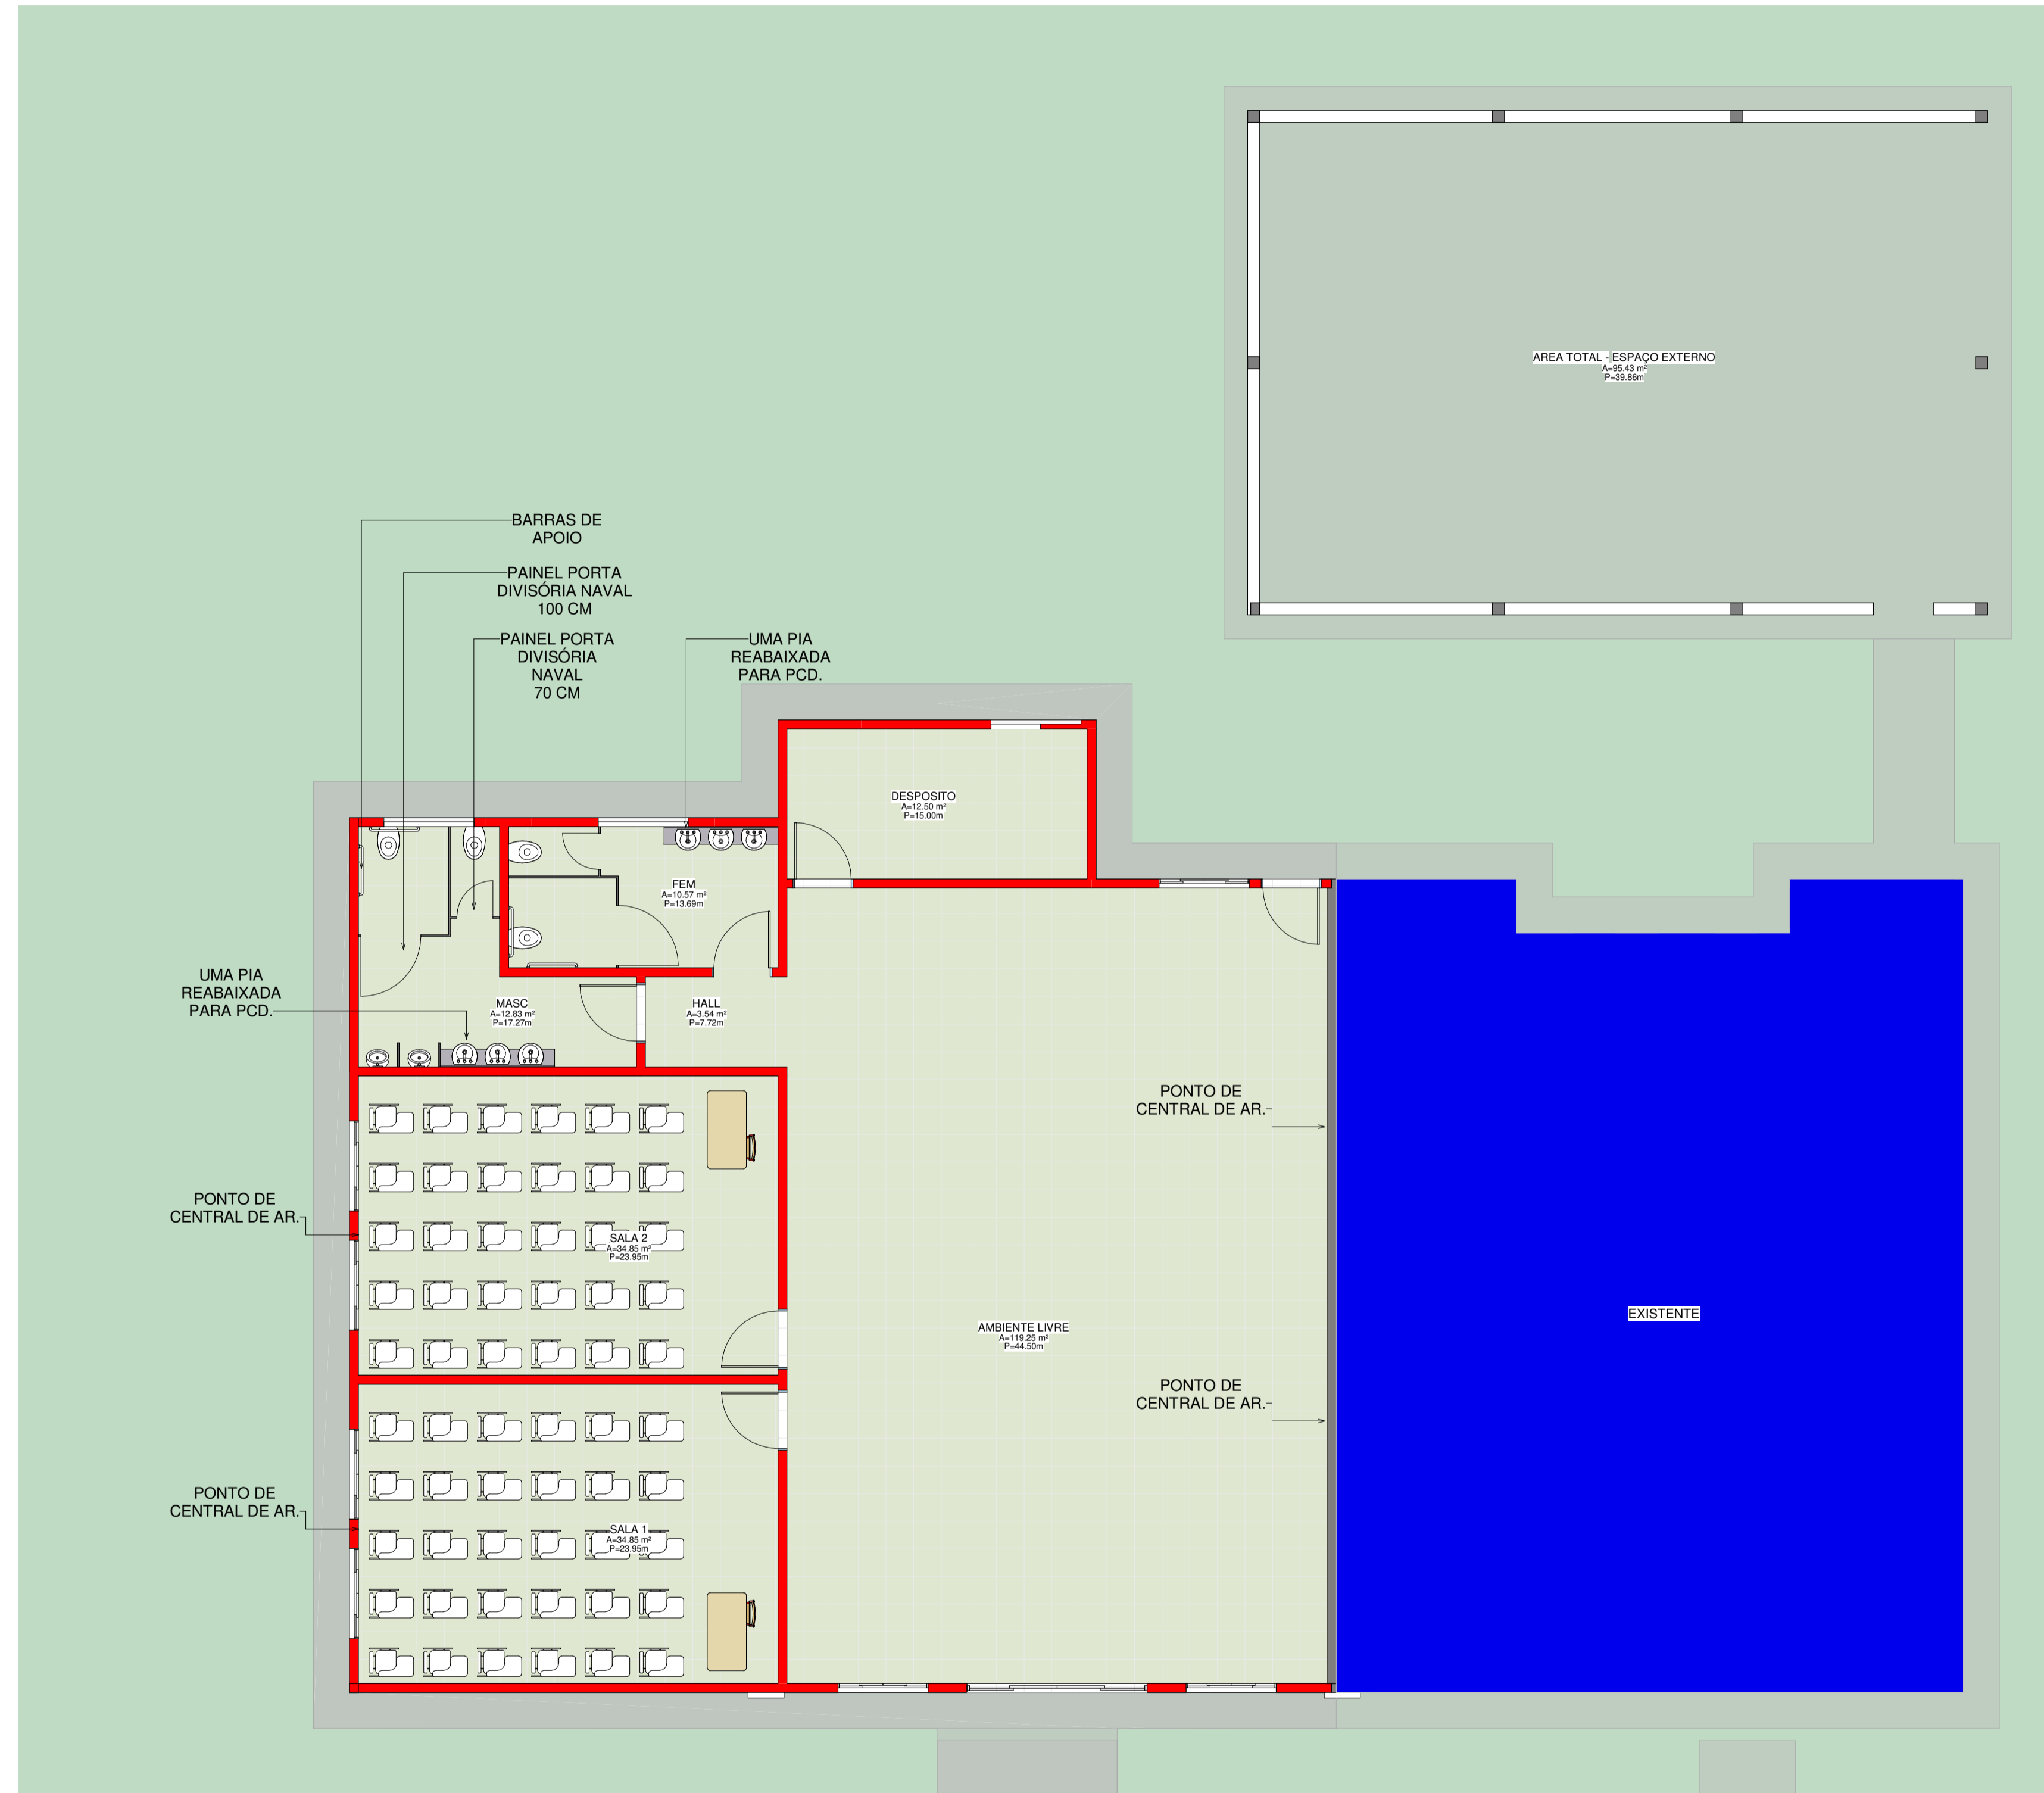 AREA TOTAL - ESPAÇO EXTERNO
A=95.43 m²
P=39.86m
BARRAS DE
APOIO
PAINEL PORTA
DIVISÓRIA NAVAL
100 CM
PAINEL PORTA
DIVISÓRIA
NAVAL
70 CM
UMA PIA
REABAIXADA
PARA PCD.
DESPOSITO
A=12.50 m²
P=15.00m
FEM
A=10.57 m²
P=13.69m
UMA PIA
REABAIXADA
PARA PCD.
MASC
A=12.83 m²
P=17.27m
HALL
A=3.54 m²
P=7.72m
PONTO DE
CENTRAL DE AR.
PONTO DE
CENTRAL DE AR.
SALA 2
A=34.85 m²
P=23.95m
AMBIENTE LIVRE
A=119.25 m²
P=44.50m
EXISTENTE
PONTO DE
CENTRAL DE AR.
PONTO DE
CENTRAL DE AR.
SALA 1
A=34.85 m²
P=23.95m